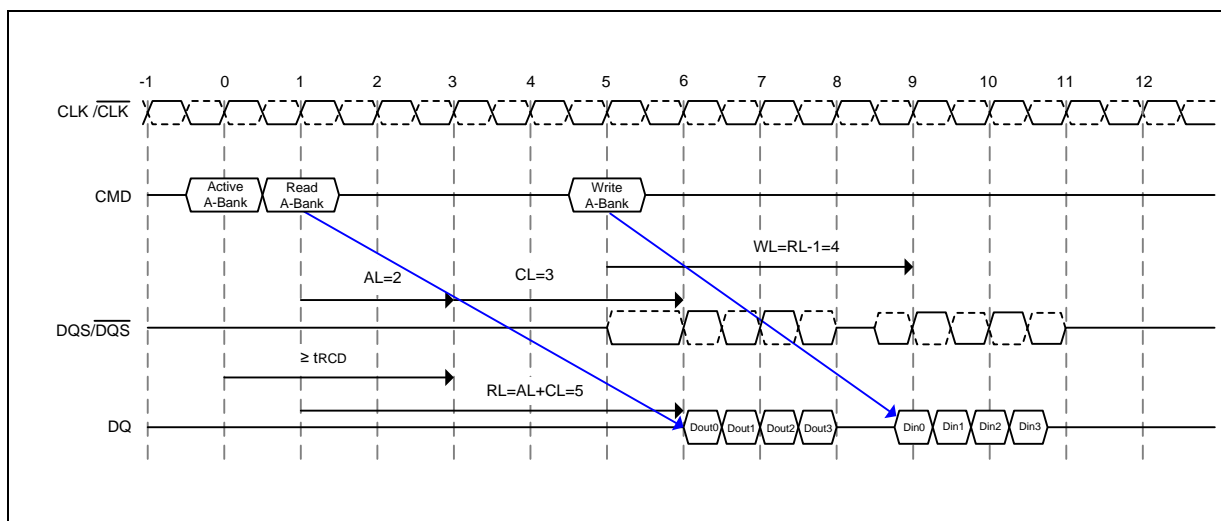 -1 0 1 2 3 4 5 6 7 8 9 10 11 12
CLK /CLK
Active
A-Bank
Read
A-Bank
Write
A-Bank
CMD
WL=RL-1=4
AL=2
CL=3
DQS/DQS
≥ tRCD
RL=AL+CL=5
DQ
Dout0 Dout1 Dout2 Dout3 Din0 Din1 Din2 Din3